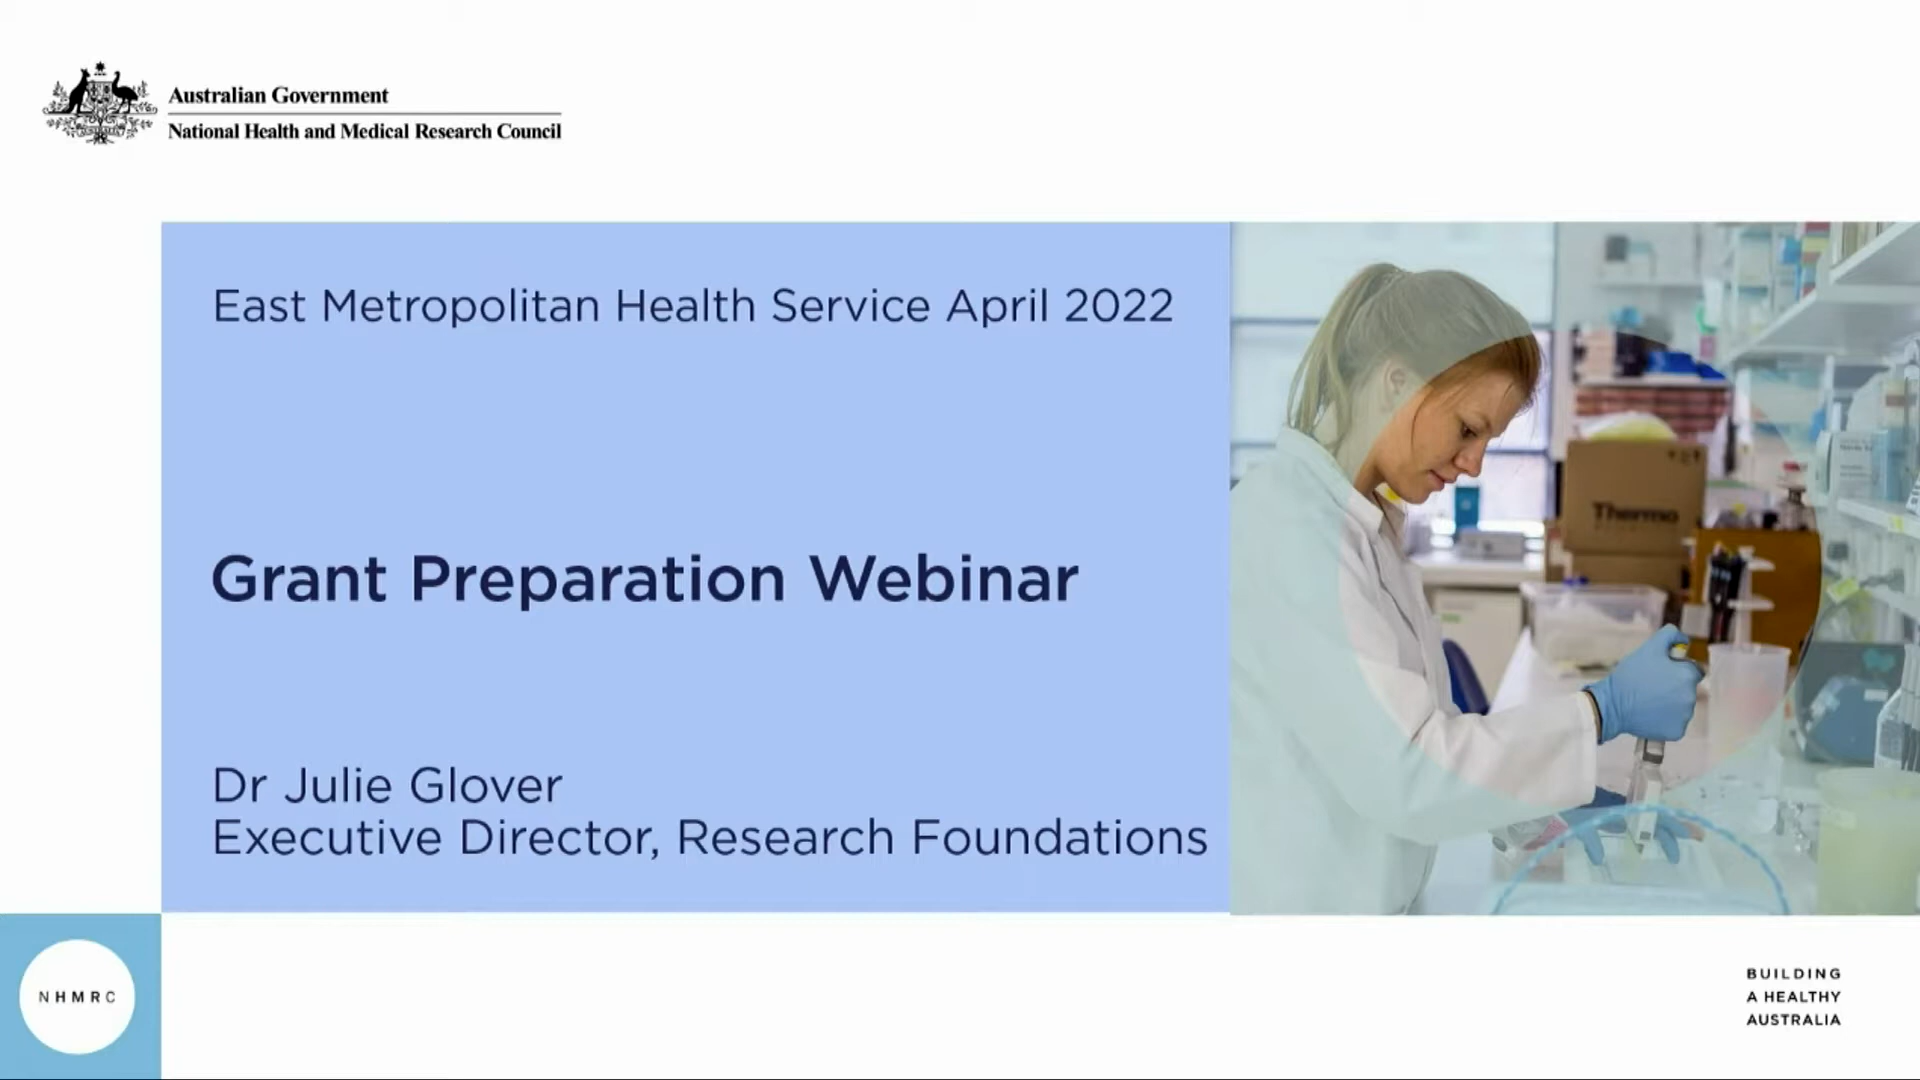 Australian Government
National Health and Medical Research Council
East Metropolitan Health Service April 2022
Grant Preparation Webinar
Dr Julie Glover
Executive Director, Research Foundations
Thermo
NHMRC
BUILDING
A HEALTHY
AUSTRALIA